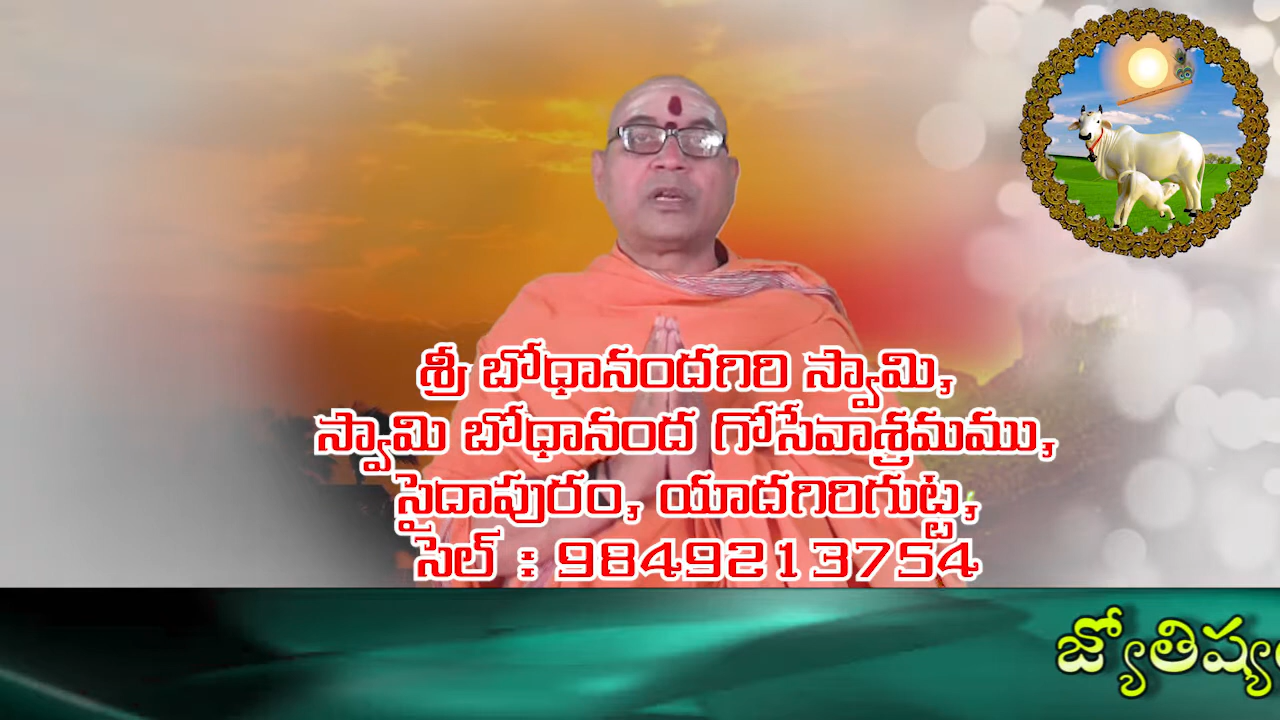 శ్రీ బోధానందగిరి స్వామి,
స్వామి బోధానంద గోసేవాశ్రమము,
సైదాపురం, యాదగిరిగుట్ట,
సెల్ : 9849213754